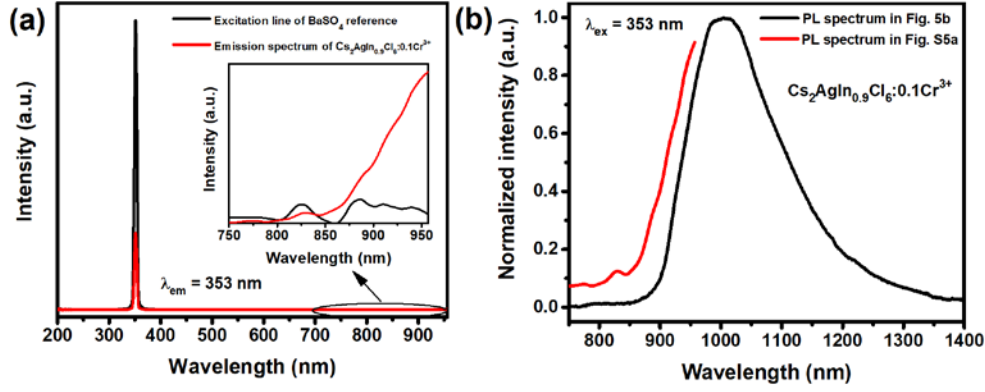 (a)
Excitation line of BaSO4 reference
Emission spectrum of Cs2AgIn0.9Cl6:0.1Cr3+
Intensity (a.u.)
750 800 850 900 950
Wavelength (nm)
λem = 353 nm
Intensity (a.u.)
200 300 400 500 600 700 800 900
Wavelength (nm)
(b)
λex = 353 nm
PL spectrum in Fig. 5b
PL spectrum in Fig. S5a
Cs2AgIn0.9Cl6:0.1Cr3+
Normalized intensity (a.u.)
1.0
0.8
0.6
0.4
0.2
0.0
800 900 1000 1100 1200 1300 1400
Wavelength (nm)